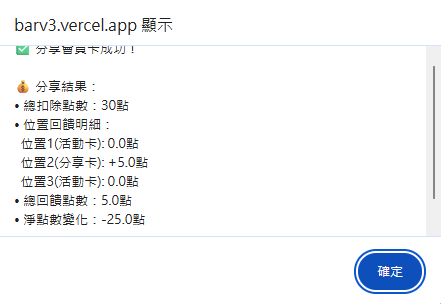 barv3.vercel.app 顯示
✅ 分享會員卡成功！
💰 分享結果：
• 總扣除點數：30點
• 位置回饋明細：
位置1(活動卡): 0.0點
位置2(分享卡): +5.0點
位置3(活動卡): 0.0點
• 總回饋點數：5.0點
• 淨點數變化：-25.0點
確定